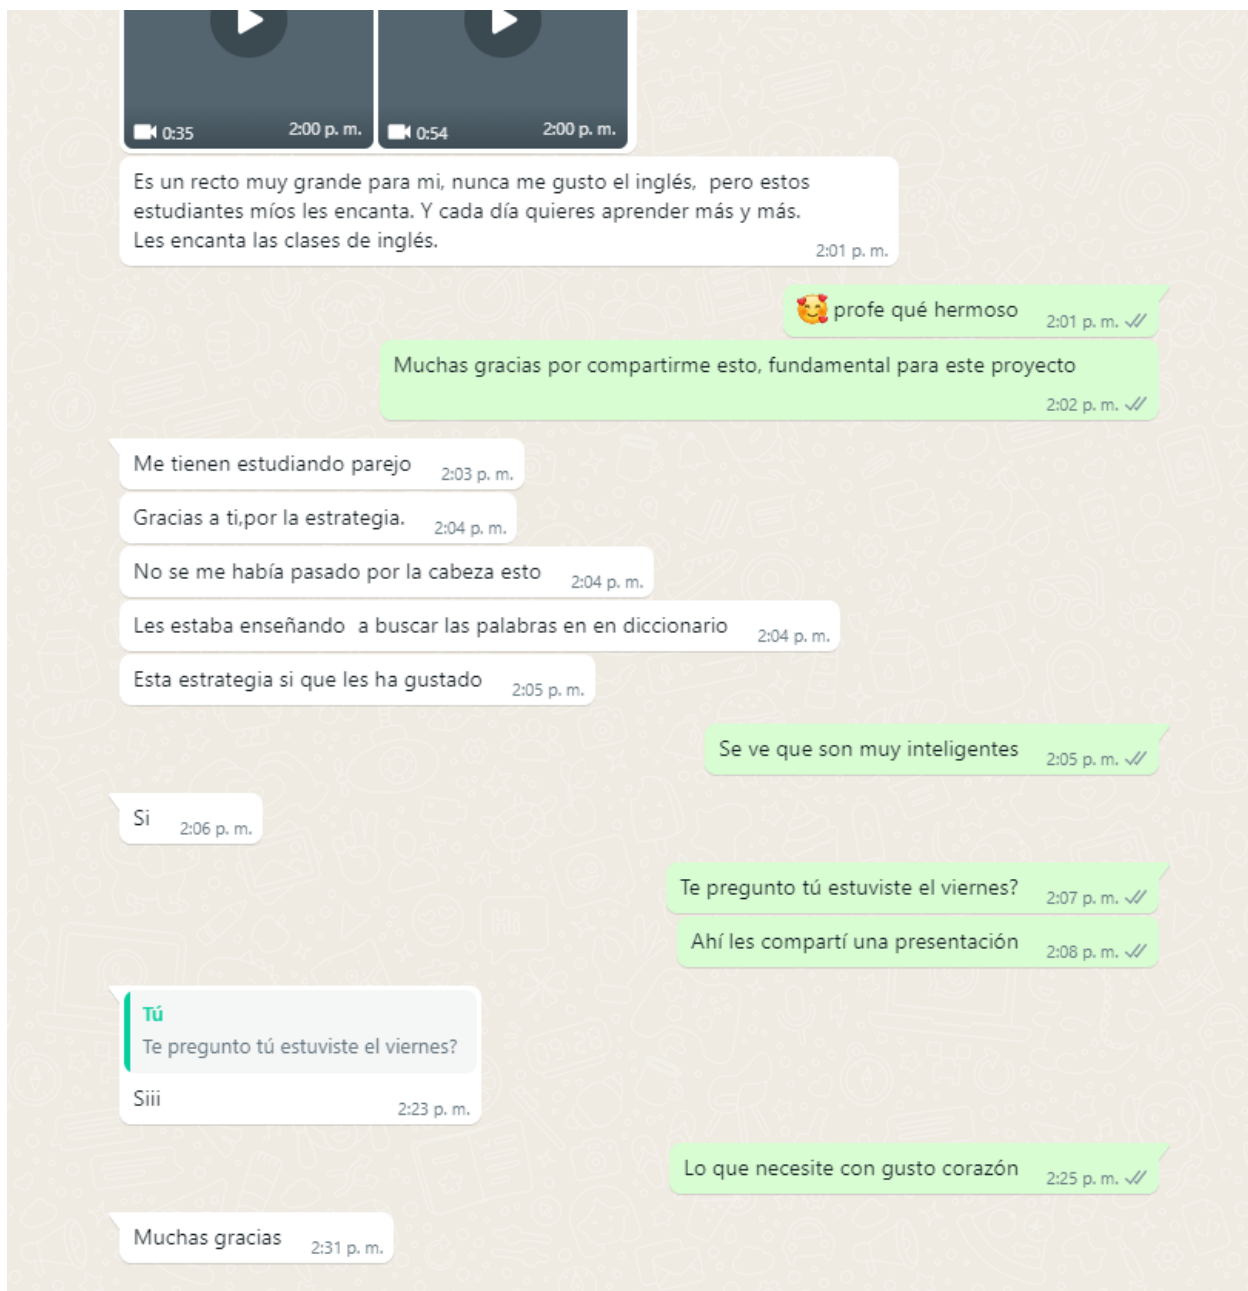 0:35 2:00 p. m.
0:54 2:00 p. m.
Es un recto muy grande para mi, nunca me gusto el inglés,  pero estos
estudiantes míos les encanta. Y cada día quieres aprender más y más.
Les encanta las clases de inglés.
2:01 p. m.
🥰 profe qué hermoso 2:01 p. m.
Muchas gracias por compartirme esto, fundamental para este proyecto
2:02 p. m.
Me tienen estudiando parejo 2:03 p. m.
Gracias a ti,por la estrategia. 2:04 p. m.
No se me había pasado por la cabeza esto 2:04 p. m.
Les estaba enseñando  a buscar las palabras en en diccionario 2:04 p. m.
Esta estrategia si que les ha gustado 2:05 p. m.
Se ve que son muy inteligentes 2:05 p. m.
Si 2:06 p. m.
Te pregunto tú estuviste el viernes? 2:07 p. m.
Ahí les compartí una presentación 2:08 p. m.
Tú
Te pregunto tú estuviste el viernes?
Siii 2:23 p. m.
Lo que necesite con gusto corazón 2:25 p. m.
Muchas gracias 2:31 p. m.